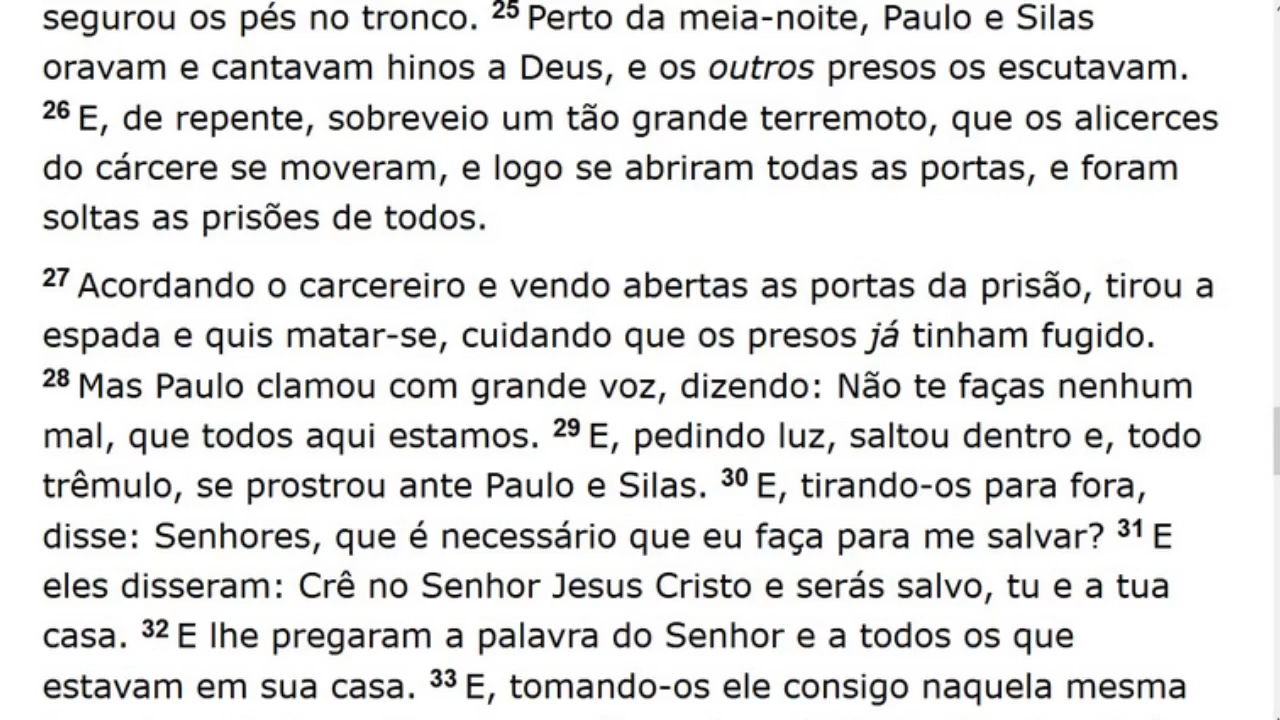 segurou os pés no tronco. 25 Perto da meia-noite, Paulo e Silas
oravam e cantavam hinos a Deus, e os outros presos os escutavam.
26 E, de repente, sobreveio um tão grande terremoto, que os alicerces
do cárcere se moveram, e logo se abriram todas as portas, e foram
soltas as prisões de todos.
27 Acordando o carcereiro e vendo abertas as portas da prisão, tirou a
espada e quis matar-se, cuidando que os presos já tinham fugido.
28 Mas Paulo clamou com grande voz, dizendo: Não te faças nenhum
mal, que todos aqui estamos. 29 E, pedindo luz, saltou dentro e, todo
trêmulo, se prostrou ante Paulo e Silas. 30 E, tirando-os para fora,
disse: Senhores, que é necessário que eu faça para me salvar? 31 E
eles disseram: Crê no Senhor Jesus Cristo e serás salvo, tu e a tua
casa. 32 E lhe pregaram a palavra do Senhor e a todos os que
estavam em sua casa. 33 E, tomando-os ele consigo naquela mesma